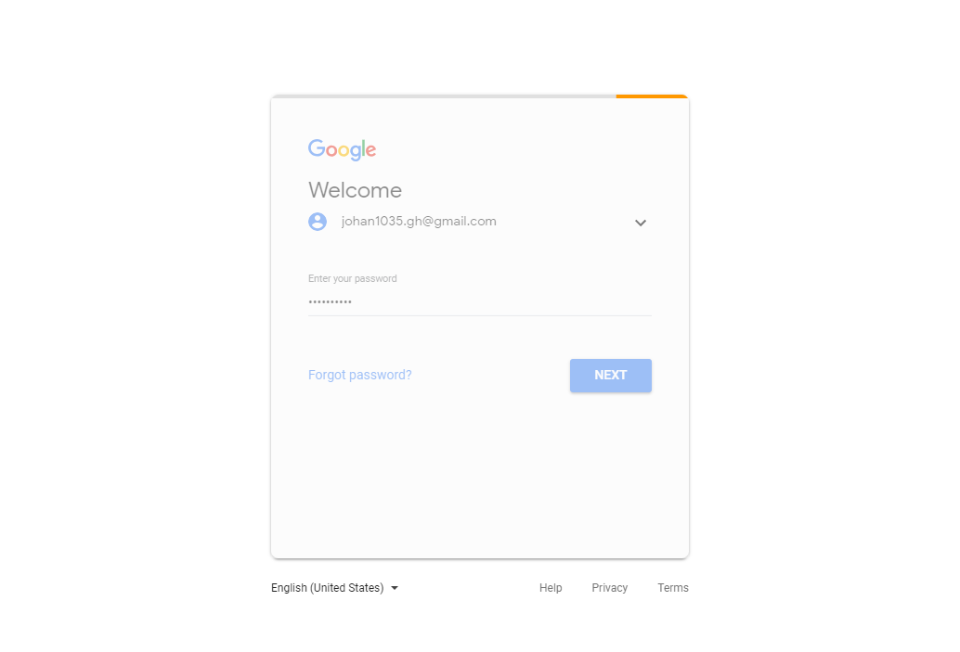 Google
Welcome
johan1035.gh@gmail.com
Enter your password
••••••••••
Forgot password?
NEXT
English (United States)
Help Privacy Terms